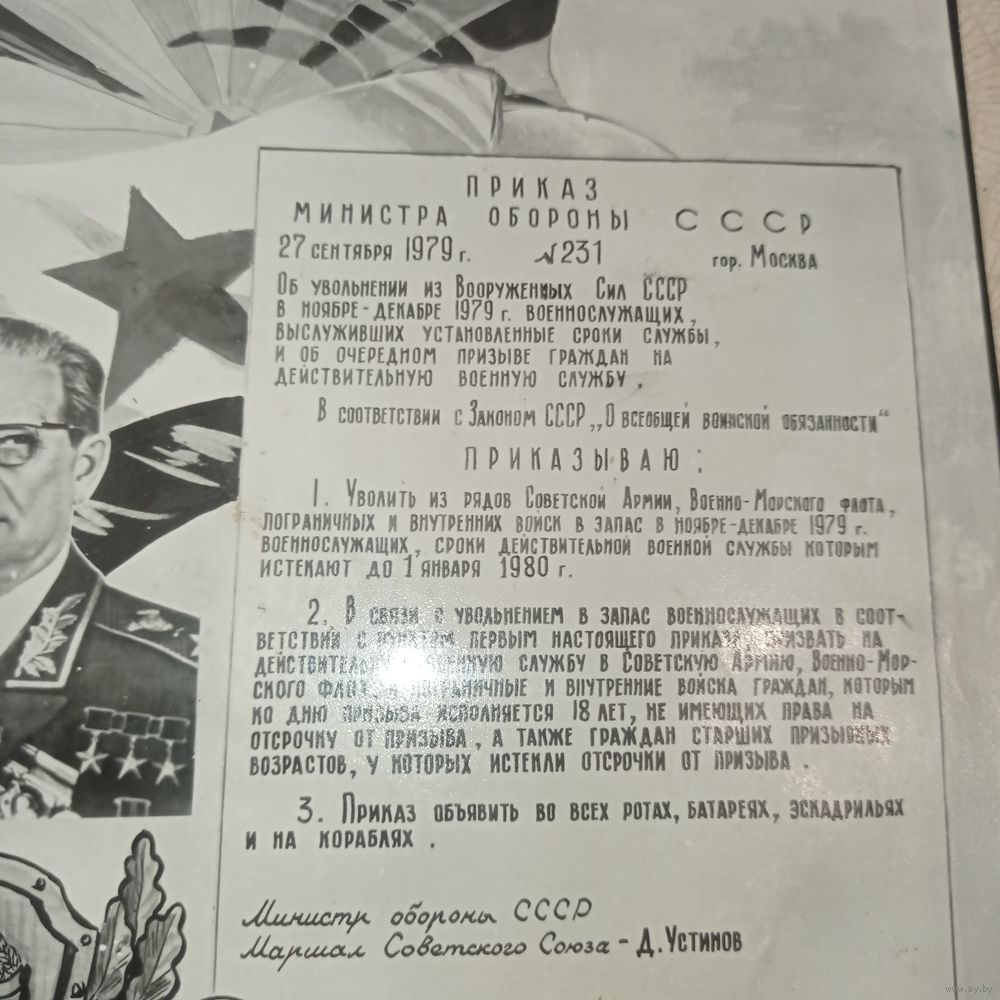 ПРИКАЗ
МИНИСТРА ОБОРОНЫ СССР
27 СЕНТЯБРЯ 1979 г. №231 гор. Москва
Об увольнении из Вооруженных Сил СССР
в ноябре-декабре 1979 г. военнослужащих,
выслуживших установленные сроки службы,
и об очередном призыве граждан на
действительную военную службу.
В соответствии с Законом СССР „О всеобщей воинской обязанности“
ПРИКАЗЫВАЮ:
1. Уволить из рядов Советской Армии, Военно-Морского флота,
пограничных и внутренних войск в запас в ноябре-декабре 1979 г.
военнослужащих, сроки действительной военной службы которым
истекают до 1 января 1980 г.
2. В связи с увольнением в запас военнослужащих в соот-
ветствии с первым настоящего приказа, призвать на
военную службу в Советскую Армию, Военно-Мор-
ского флот, пограничные и внутренние войска граждан, которым
ко дню призыва исполняется 18 лет, не имеющих права на
отсрочку от призыва, а также граждан старших призывных
возрастов, у которых истекли отсрочки от призыва.
3. Приказ объявить во всех ротах, батареях, эскадрильях
и на кораблях.
Министр обороны СССР
Маршал Советского Союза - Д. Устинов
www.ay.by